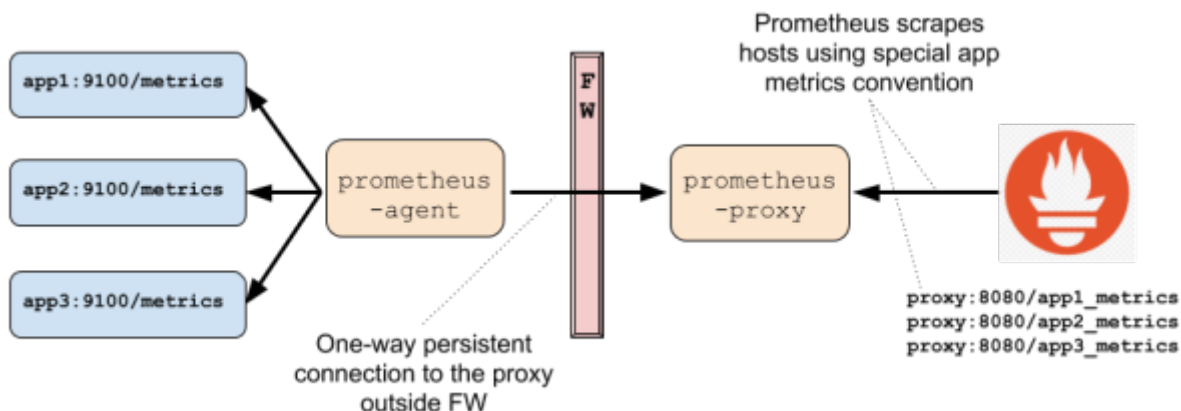 Prometheus scrapes
hosts using special app
metrics convention
app1:9100/metrics
app2:9100/metrics
app3:9100/metrics
prometheus
-agent
F
W
prometheus
-proxy
One-way persistent
connection to the proxy
outside FW
proxy:8080/app1_metrics
proxy:8080/app2_metrics
proxy:8080/app3_metrics